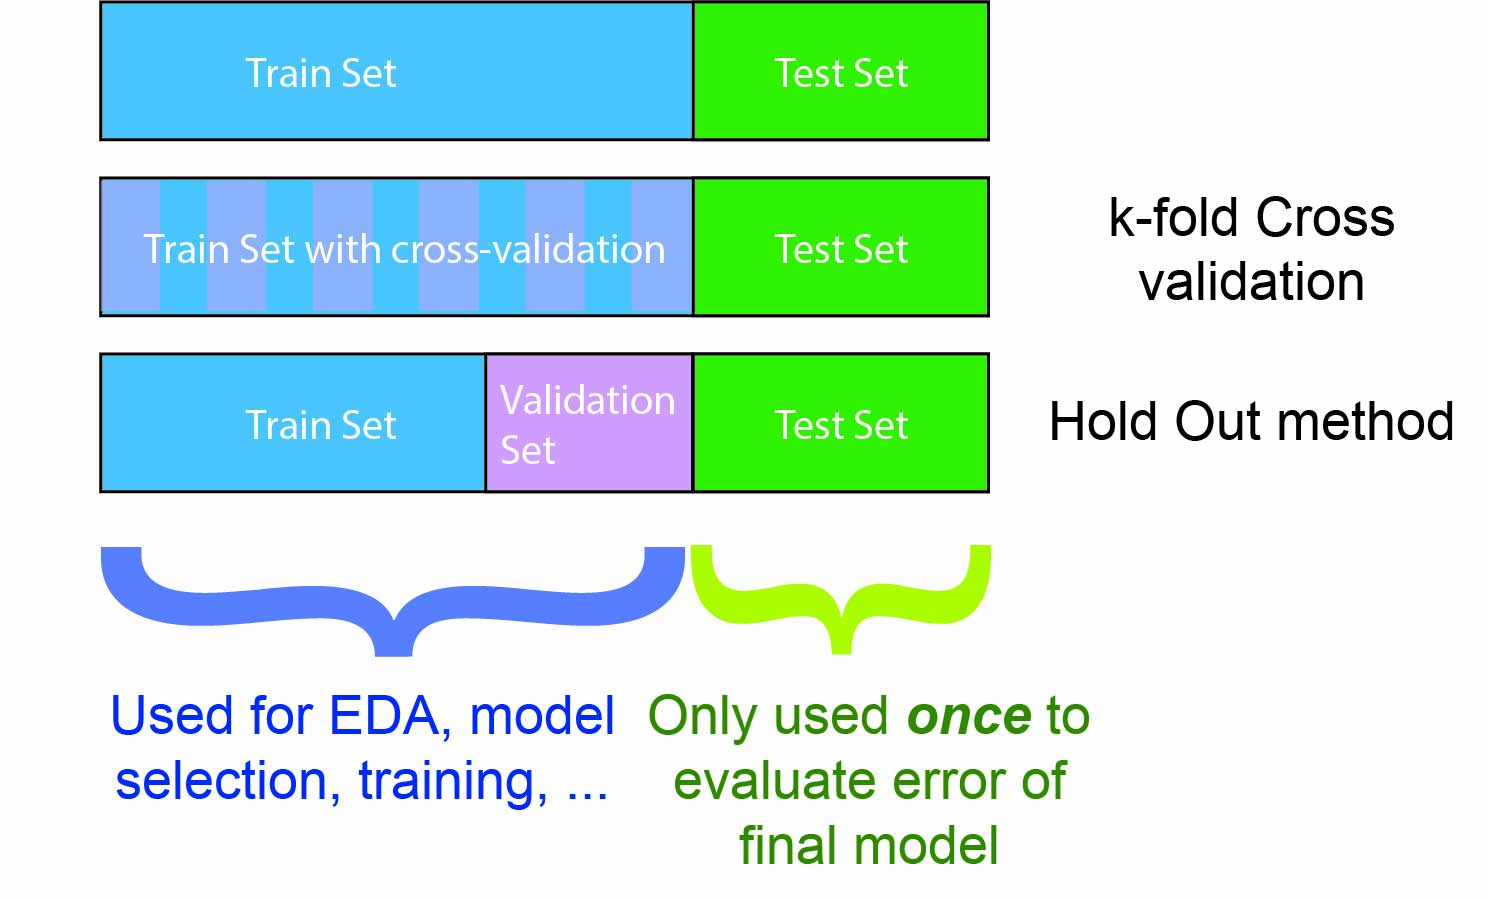 Train Set
Test Set
Train Set with cross-validation
Test Set
k-fold Cross
validation
Train Set
Validation
Set
Test Set
Hold Out method
Used for EDA, model
selection, training, ...
Only used once to
evaluate error of
final model